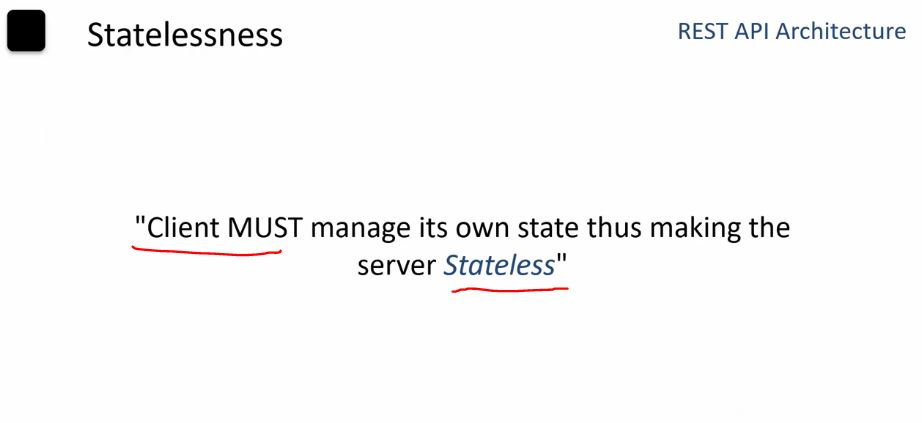 Statelessness
REST API Architecture
"Client MUST manage its own state thus making the
server Stateless"